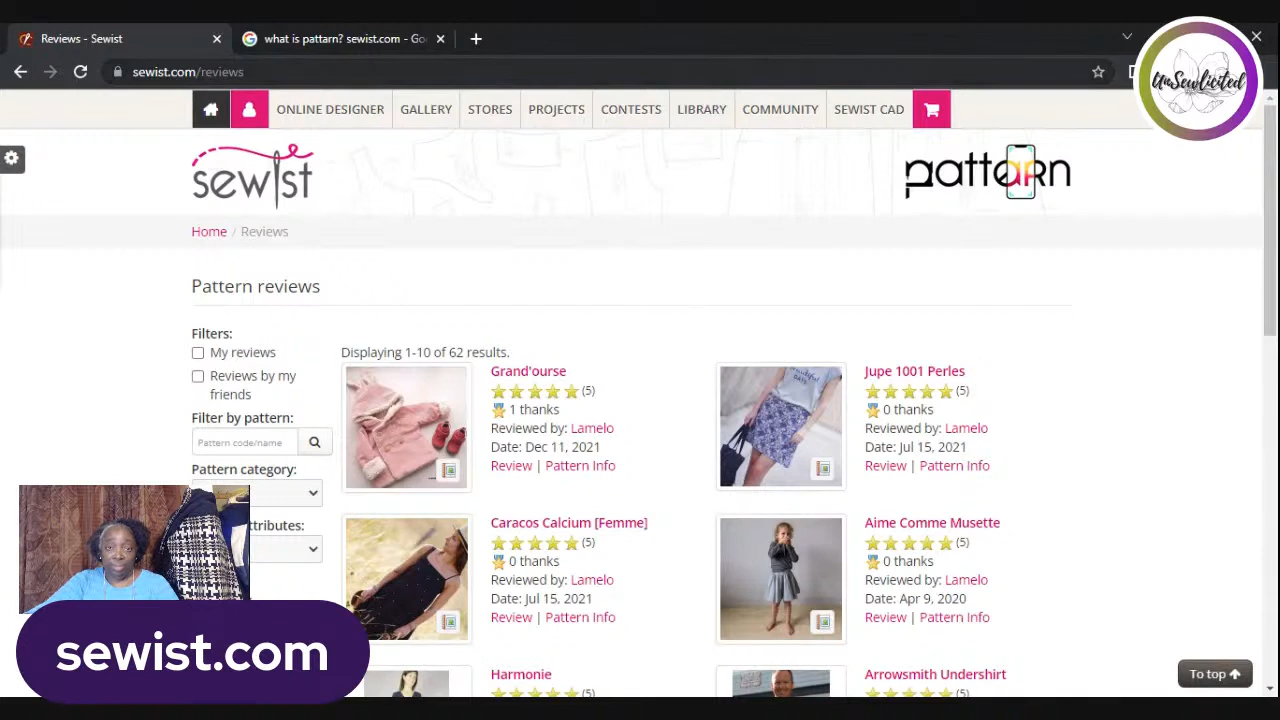 Reviews - Sewist
what is pattarn? sewist.com - Go
sewist.com/reviews
UnSewlicited
ONLINE DESIGNER
GALLERY
STORES
PROJECTS
CONTESTS
LIBRARY
COMMUNITY
SEWIST CAD
sewist
pattarn
Home / Reviews
Pattern reviews
Filters:
My reviews
Reviews by my
friends
Filter by pattern:
Pattern code/name
Pattern category:
ttributes:
Displaying 1-10 of 62 results.
Grand'ourse
(5)
1 thanks
Reviewed by: Lamelo
Date: Dec 11, 2021
Review | Pattern Info
Jupe 1001 Perles
(5)
0 thanks
Reviewed by: Lamelo
Date: Jul 15, 2021
Review | Pattern Info
Caracos Calcium [Femme]
(5)
0 thanks
Reviewed by: Lamelo
Date: Jul 15, 2021
Review | Pattern Info
Aime Comme Musette
(5)
0 thanks
Reviewed by: Lamelo
Date: Apr 9, 2020
Review | Pattern Info
Harmonie
(5)
Arrowsmith Undershirt
(5)
To top
sewist.com